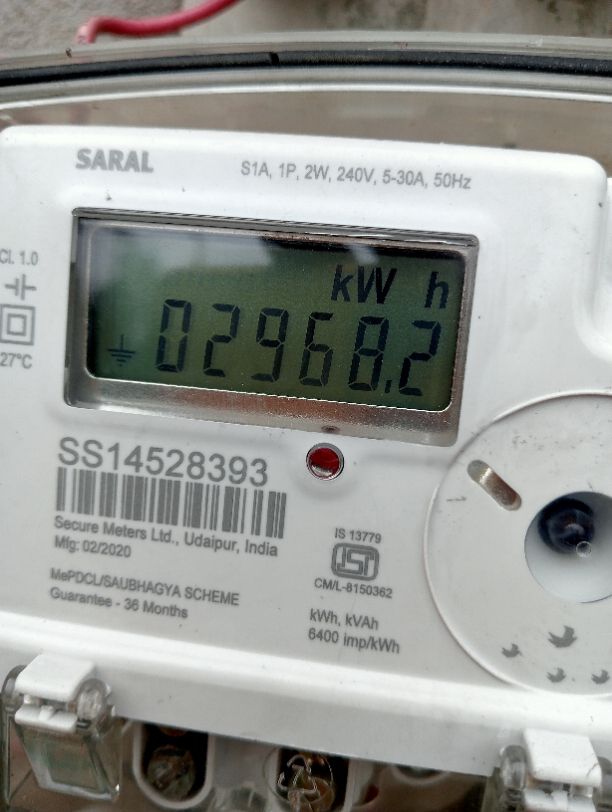 SARAL
S1A, 1P, 2W, 240V, 5-30A, 50Hz
Cl. 1.0
27°C
kW h
02968.2
SS14528393
Secure Meters Ltd., Udaipur, India
Mfg: 02/2020
MePDCL/SAUBHAGYA SCHEME
Guarantee - 36 Months
IS 13779
ISI
CM/L-8150362
kWh, kVAh
6400 imp/kWh